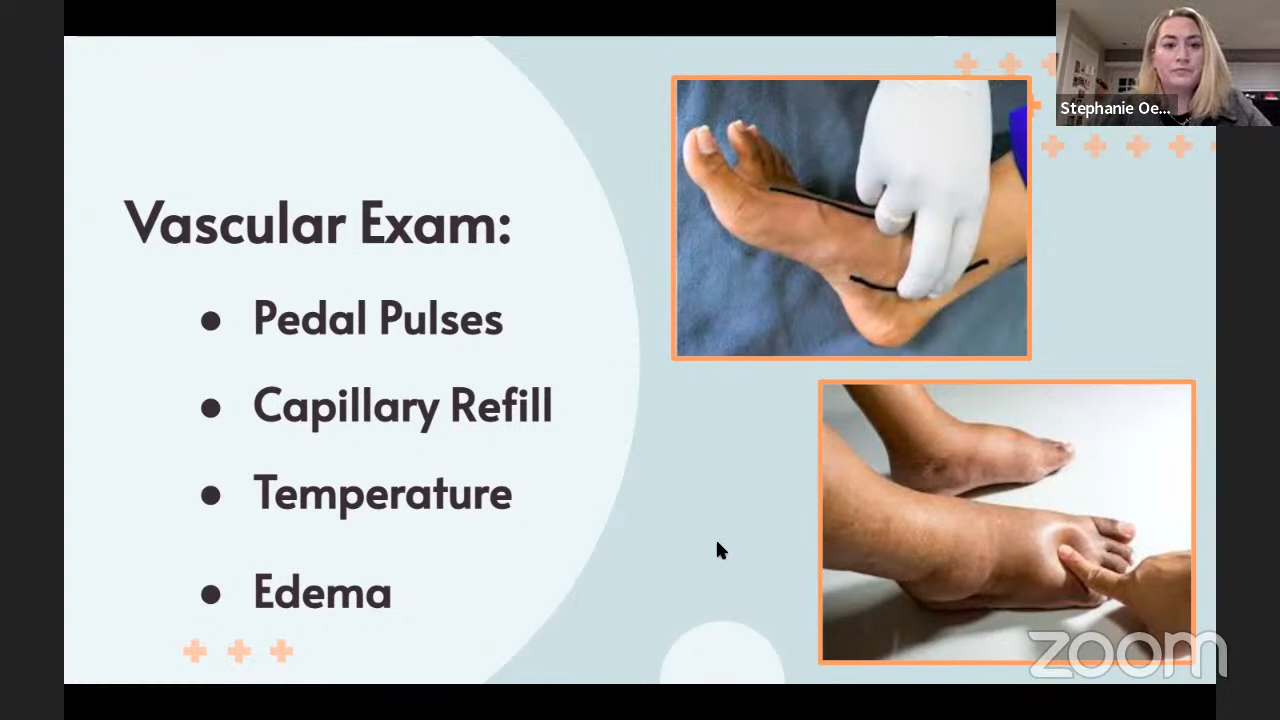 Stephanie Oe...
Vascular Exam:
● Pedal Pulses
● Capillary Refill
● Temperature
● Edema
zoom